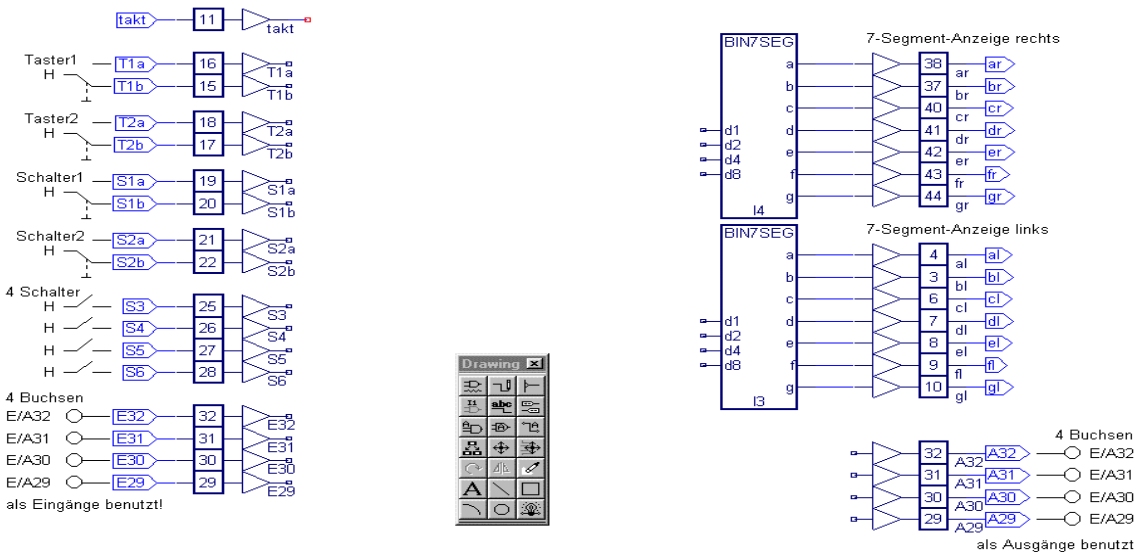 takt 11 takt
Taster1
H
T1a 16 T1a
T1b 15 T1b
Taster2
H
T2a 18 T2a
T2b 17 T2b
Schalter1
H
S1a 19 S1a
S1b 20 S1b
Schalter2
H
S2a 21 S2a
S2b 22 S2b
4 Schalter
H S3 25 S3
H S4 26 S4
H S5 27 S5
H S6 28 S6
4 Buchsen
E/A32 E32 32 E32
E/A31 E31 31 E31
E/A30 E30 30 E30
E/A29 E29 29 E29
als Eingänge benutzt!
Drawing
I1
abc
A
BIN7SEG
7-Segment-Anzeige rechts
a 38 ar ar
b 37 br br
c 40 cr cr
d1 d 41 dr dr
d2
e 42 er er
d4
d8 f 43 fr fr
g 44 gr gr
I4
BIN7SEG
7-Segment-Anzeige links
a 4 al al
b 3 bl bl
c 6 cl cl
d1 d 7 dl dl
d2
e 8 el el
d4
d8 f 9 fl fl
g 10 gl gl
I3
4 Buchsen
32 A32 A32 E/A32
31 A31 A31 E/A31
30 A30 A30 E/A30
29 A29 A29 E/A29
als Ausgänge benutzt